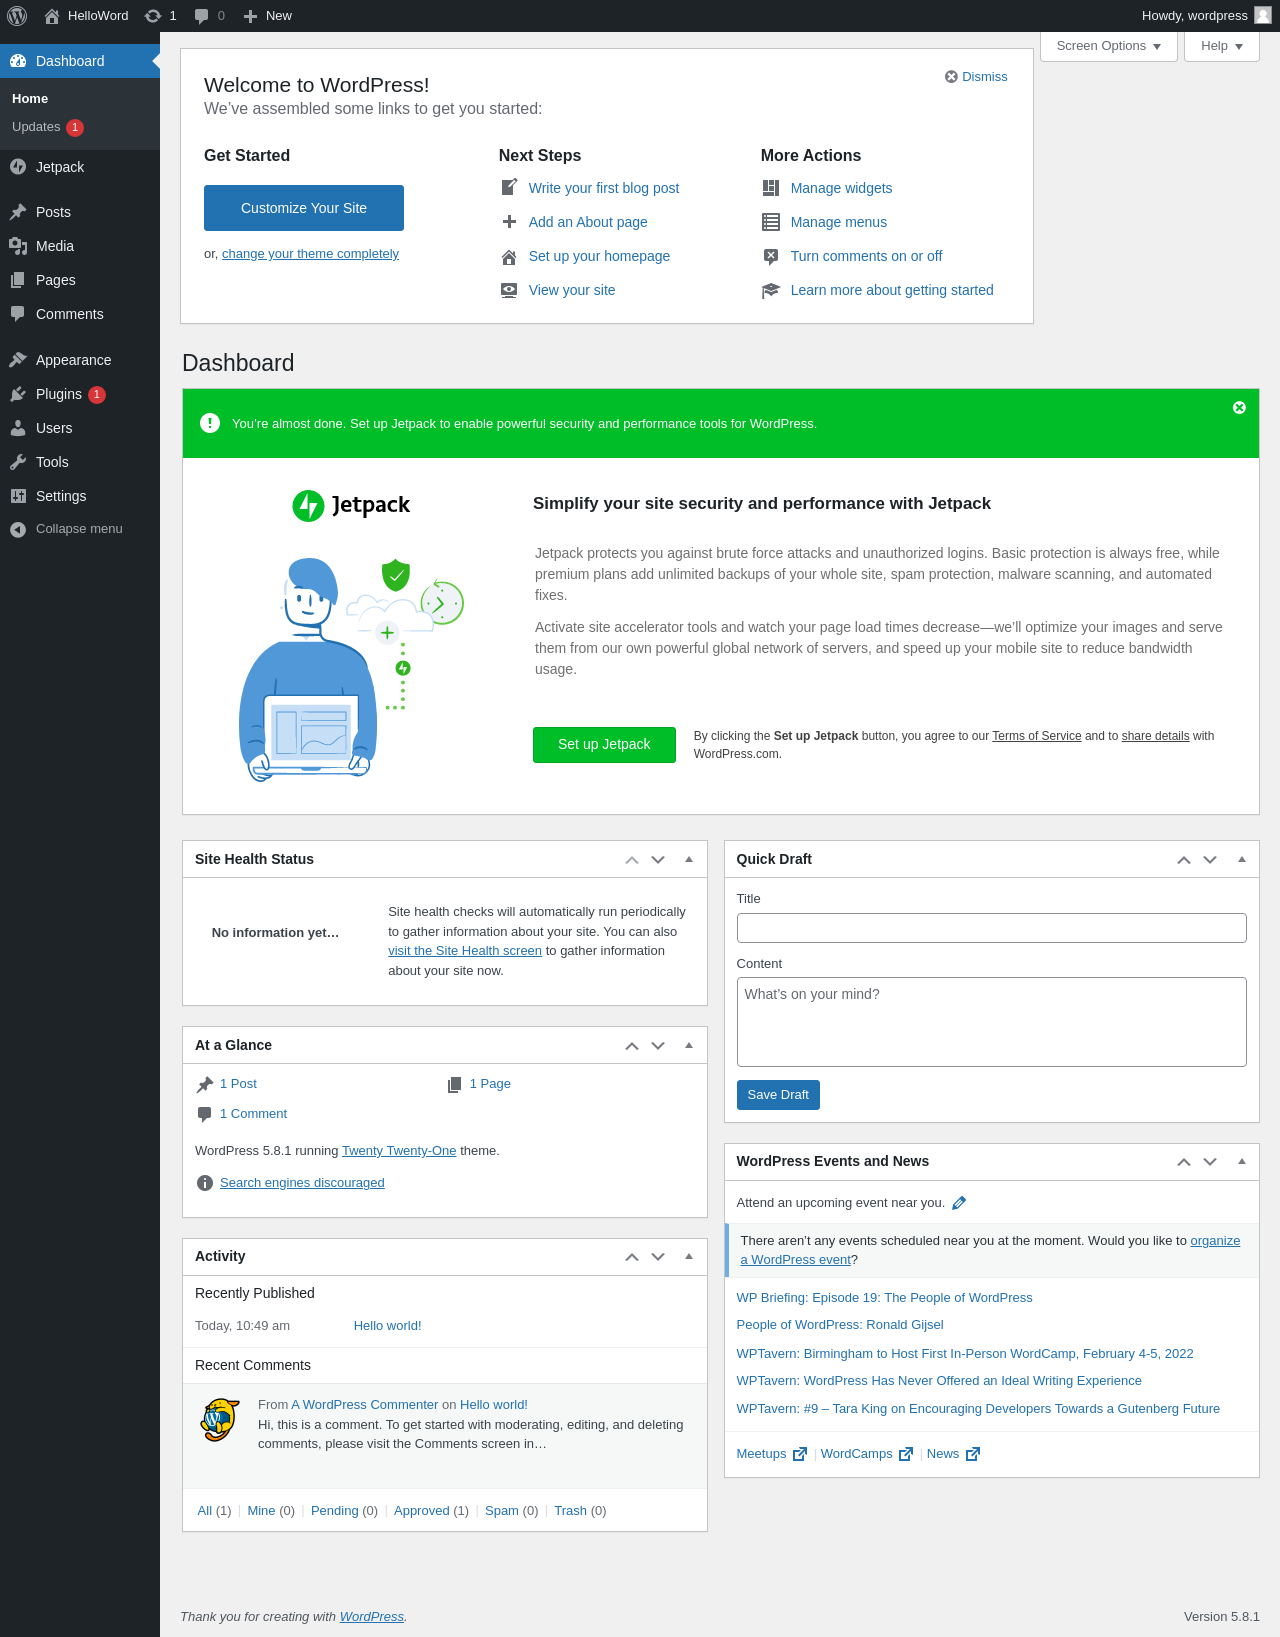 HelloWord 1 0 New Howdy, wordpress
Dashboard
Home
Updates 1
Jetpack
Posts
Media
Pages
Comments
Appearance
Plugins 1
Users
Tools
Settings
Collapse menu
Screen Options Help
Welcome to WordPress!
Dismiss
We’ve assembled some links to get you started:
Get Started
Customize Your Site
or, change your theme completely
Next Steps
Write your first blog post
Add an About page
Set up your homepage
View your site
More Actions
Manage widgets
Manage menus
Turn comments on or off
Learn more about getting started
Dashboard
You’re almost done. Set up Jetpack to enable powerful security and performance tools for WordPress.
Jetpack
Simplify your site security and performance with Jetpack
Jetpack protects you against brute force attacks and unauthorized logins. Basic protection is always free, while
premium plans add unlimited backups of your whole site, spam protection, malware scanning, and automated
fixes.
Activate site accelerator tools and watch your page load times decrease—we’ll optimize your images and serve
them from our own powerful global network of servers, and speed up your mobile site to reduce bandwidth
usage.
Set up Jetpack
By clicking the Set up Jetpack button, you agree to our Terms of Service and to share details with
WordPress.com.
Site Health Status
No information yet…
Site health checks will automatically run periodically
to gather information about your site. You can also
visit the Site Health screen to gather information
about your site now.
At a Glance
1 Post
1 Page
1 Comment
WordPress 5.8.1 running Twenty Twenty-One theme.
Search engines discouraged
Activity
Recently Published
Today, 10:49 am Hello world!
Recent Comments
From A WordPress Commenter on Hello world!
Hi, this is a comment. To get started with moderating, editing, and deleting
comments, please visit the Comments screen in…
All (1) | Mine (0) | Pending (0) | Approved (1) | Spam (0) | Trash (0)
Quick Draft
Title
Content
What’s on your mind?
Save Draft
WordPress Events and News
Attend an upcoming event near you.
There aren’t any events scheduled near you at the moment. Would you like to organize
a WordPress event?
WP Briefing: Episode 19: The People of WordPress
People of WordPress: Ronald Gijsel
WPTavern: Birmingham to Host First In-Person WordCamp, February 4-5, 2022
WPTavern: WordPress Has Never Offered an Ideal Writing Experience
WPTavern: #9 – Tara King on Encouraging Developers Towards a Gutenberg Future
Meetups | WordCamps | News
Thank you for creating with WordPress.
Version 5.8.1